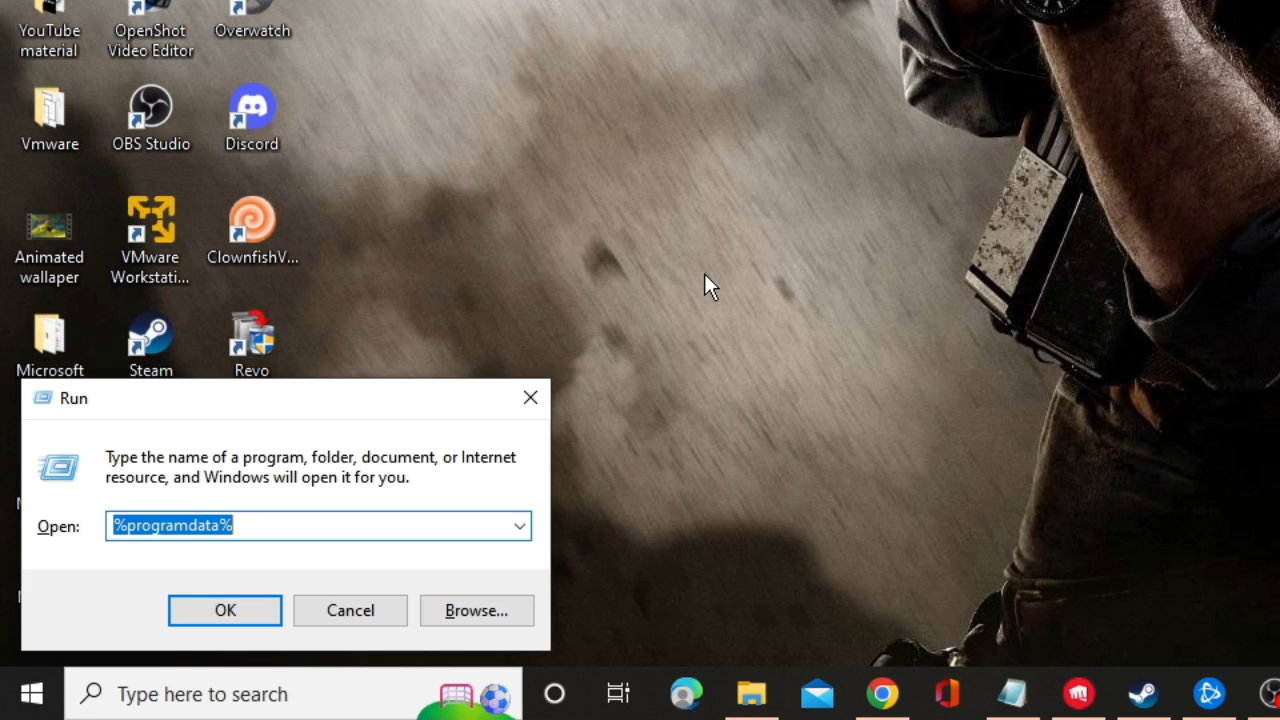 YouTube
material
OpenShot
Video Editor
Overwatch
Vmware
OBS Studio
Discord
Animated
wallaper
VMware
Workstati...
ClownfishV...
Microsoft
Steam
Revo
Run
Type the name of a program, folder, document, or Internet
resource, and Windows will open it for you.
Open:
%programdata%
OK
Cancel
Browse...
Type here to search